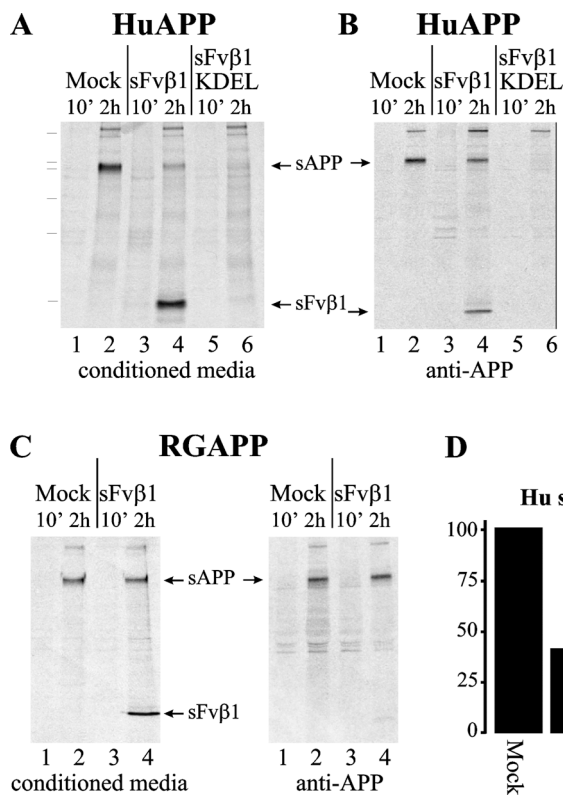 A HuAPP
Mock sFvβ1 sFvβ1 KDEL
10’ 2h 10’ 2h 10’ 2h
1 2 3 4 5 6
conditioned media
B HuAPP
sFvβ1 sFvβ1 KDEL
10’ 2h 10’ 2h 10’ 2h
sAPP
sFvβ1
1 2 3 4 5 6
anti-APP
C RGAPP
Mock sFvβ1
10’ 2h 10’ 2h
1 2 3 4
conditioned media
Mock sFvβ1
10’ 2h 10’ 2h
sAPP
sFvβ1
1 2 3 4
anti-APP
D
Hu s
100
75
50
25
0
Mock